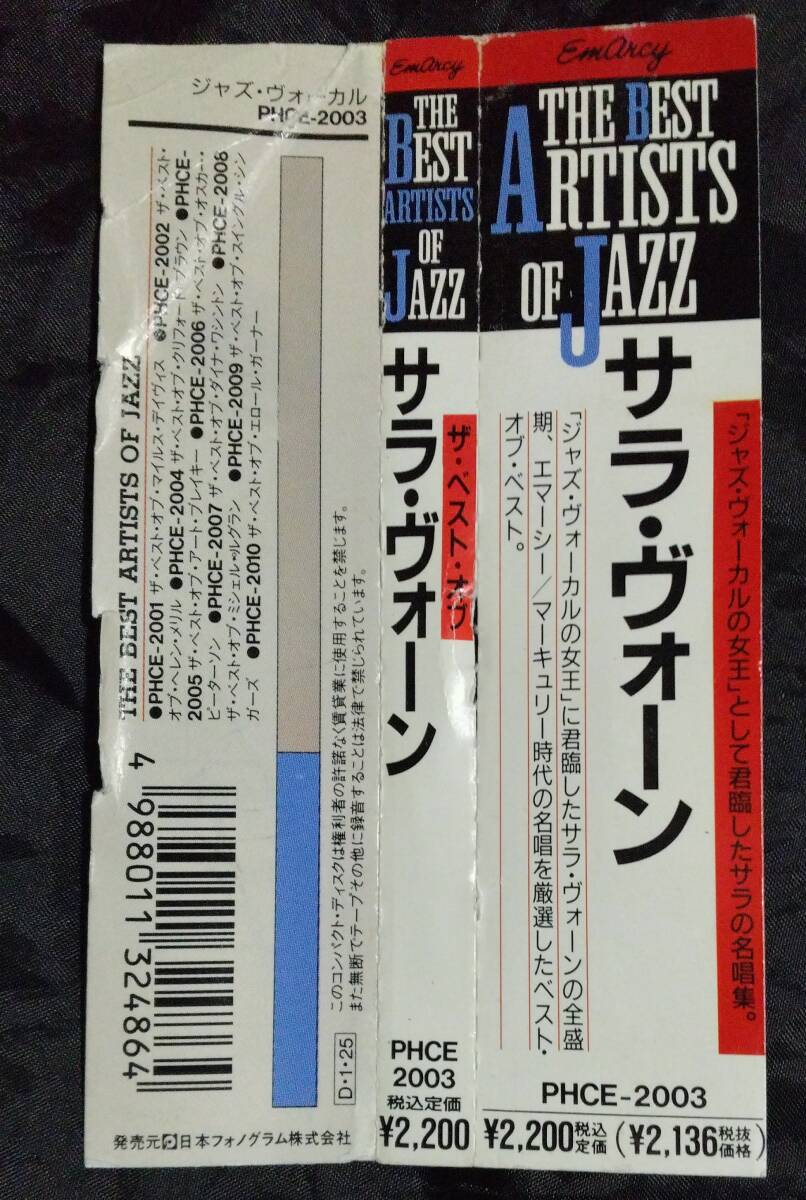 ジャズ・ヴォーカル
PHCE-2003
THE BEST ARTISTS OF JAZZ
●PHCE-2001 ザ・ベスト・オブ・マイルス・デイヴィス ●PHCE-2002 ザ・ベスト・
オブ・ヘレン・メリル ●PHCE-2004 ザ・ベスト・オブ・クリフォード・ブラウン ●PHCE-
2005 ザ・ベスト・オブ・アート・ブレイキー ●PHCE-2006 ザ・ベスト・オブ・オスカー・
ピーターソン ●PHCE-2007 ザ・ベスト・オブ・ダイナ・ワシントン ●PHCE-2008
ザ・ベスト・オブ・ミシェル・ルグラン ●PHCE-2009 ザ・ベスト・オブ・スイングル・シン
ガーズ ●PHCE-2010 ザ・ベスト・オブ・エロール・ガーナー
4 988011 324864
このコンパクト・ディスクは権利者の許諾なく賃貸業に使用することを禁じます。
また無断でテープその他に録音することは法律で禁じられています。
D・1・25
発売元 日本フォノグラム株式会社
EmArcy
THE
BEST
ARTISTS
OF
JAZZ
ザ・ベスト・オブ
サラ・ヴォーン
PHCE
2003
税込定価
¥2,200
EmArcy
THE BEST
ARTISTS
OF JAZZ
「ジャズ・ヴォーカルの女王」として君臨したサラの名唱集。
サラ・ヴォーン
「ジャズ・ヴォーカルの女王」に君臨したサラ・ヴォーンの全盛
期、エマーシー/マーキュリー時代の名唱を厳選したベスト・
オブ・ベスト。
PHCE-2003
¥2,200税込定価(¥2,136税抜価格)